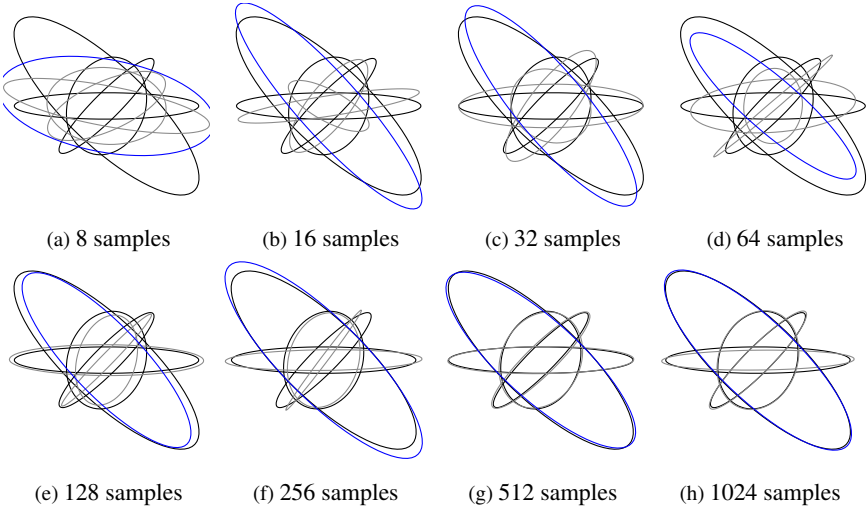 (a) 8 samples
(b) 16 samples
(c) 32 samples
(d) 64 samples
(e) 128 samples
(f) 256 samples
(g) 512 samples
(h) 1024 samples